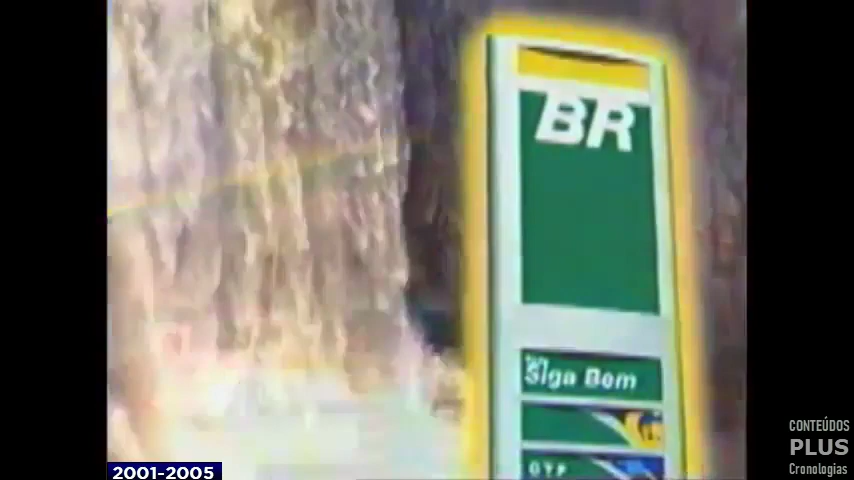 BR
Siga Bem
2001-2005
CONTEÚDOS
PLUS
Cronologias